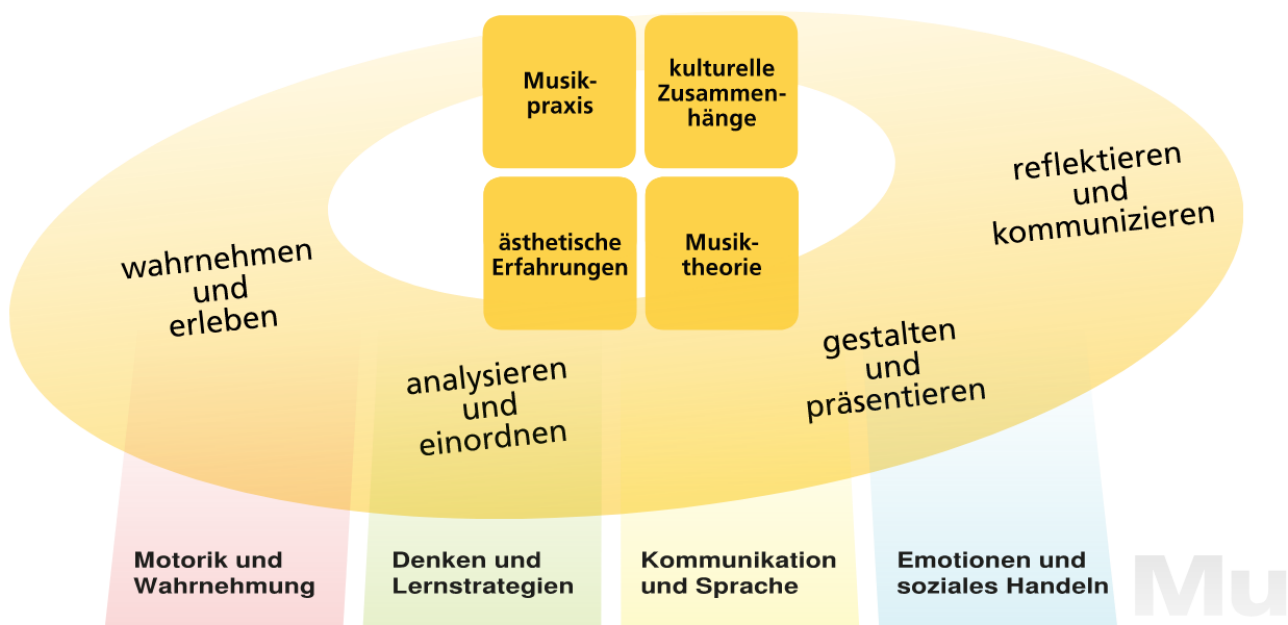 Musik-
praxis
kulturelle
Zusammen-
hänge
ästhetische
Erfahrungen
Musik-
theorie
wahrnehmen
und
erleben
analysieren
und
einordnen
gestalten
und
präsentieren
reflektieren
und
kommunizieren
Motorik und
Wahrnehmung
Denken und
Lernstrategien
Kommunikation
und Sprache
Emotionen und
soziales Handeln
Mu